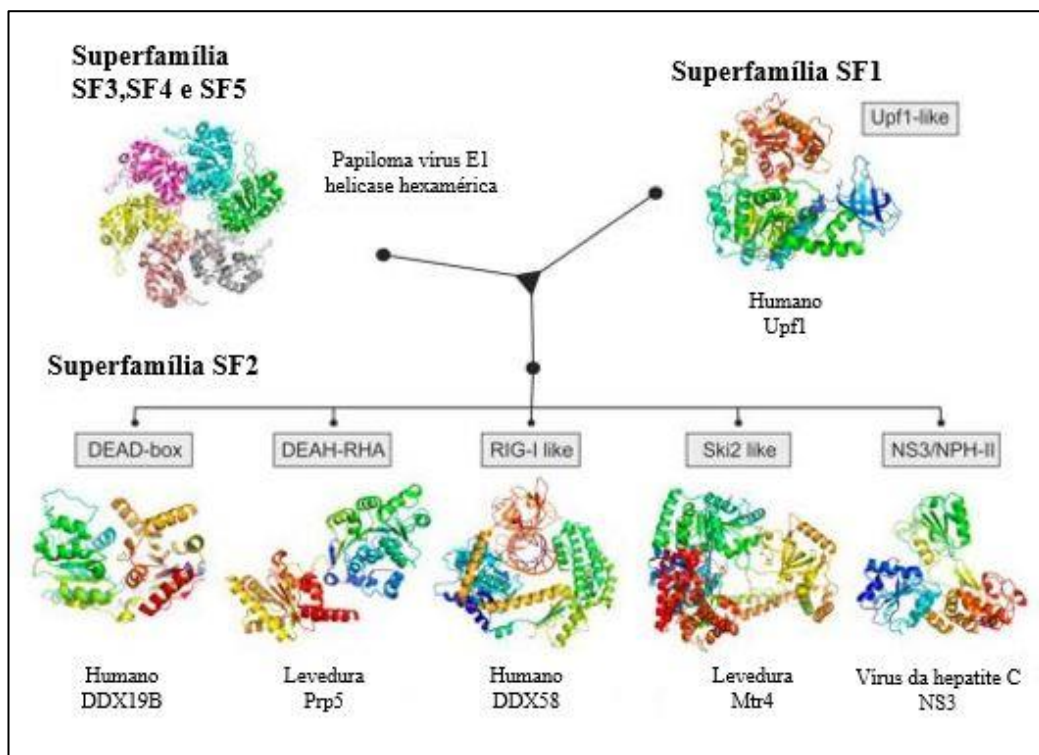 Superfamília
SF3,SF4 e SF5
Papiloma vírus E1
helicase hexamérica
Superfamília SF1
Upf1-like
Humano
Upf1
Superfamília SF2
DEAD-box
DEAH-RHA
RIG-I like
Ski2 like
NS3/NPH-II
Humano
DDX19B
Levedura
Prp5
Humano
DDX58
Levedura
Mtr4
Vírus da hepatite C
NS3